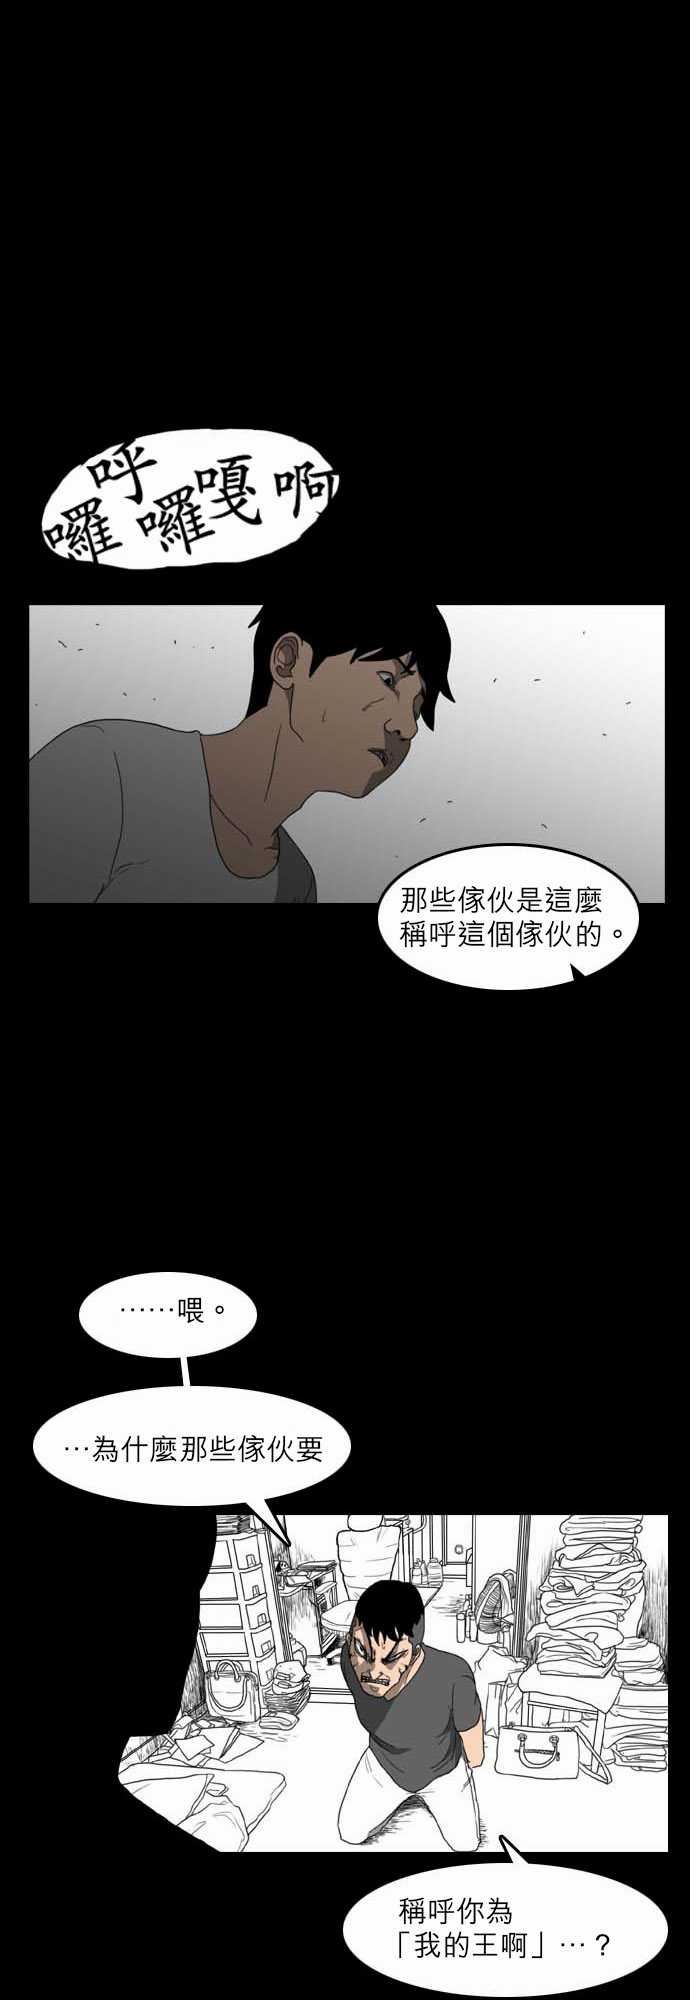 呼囉囉嘎啊
那些傢伙是這麼
稱呼這個傢伙的。
……喂。
…為什麼那些傢伙要
稱呼你為
「我的王啊」…？